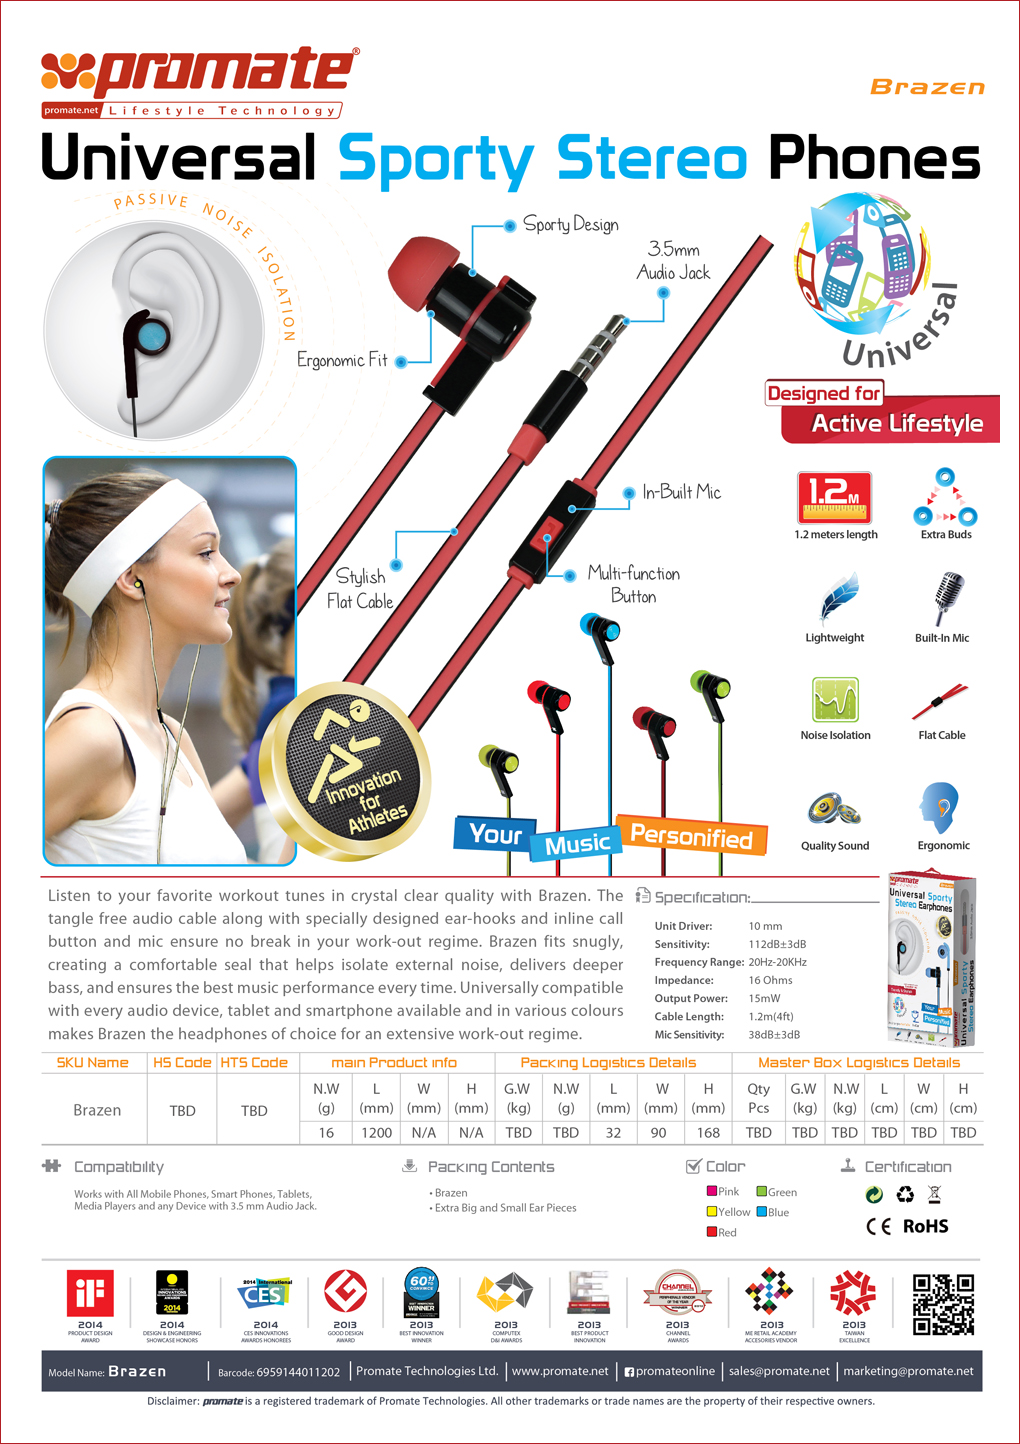 promate®
promate.net Lifestyle Technology
Brazen
Universal Sporty Stereo Phones
PASSIVE NOISE ISOLATION
Sporty Design
3.5mm
Audio Jack
Ergonomic Fit
Universal
Designed for
Active Lifestyle
In-Built Mic
1.2M
1.2 meters length
Extra Buds
Stylish
Flat Cable
Multi-function
Button
Lightweight
Built-In Mic
Noise Isolation
Flat Cable
Innovation
for
Athletes
Your Music Personified
Quality Sound
Ergonomic
Listen to your favorite workout tunes in crystal clear quality with Brazen. The
tangle free audio cable along with specially designed ear-hooks and inline call
button and mic ensure no break in your work-out regime. Brazen fits snugly,
creating a comfortable seal that helps isolate external noise, delivers deeper
bass, and ensures the best music performance every time. Universally compatible
with every audio device, tablet and smartphone available and in various colours
makes Brazen the headphones of choice for an extensive work-out regime.
Specification:
Unit Driver: 10 mm
Sensitivity: 112dB±3dB
Frequency Range: 20Hz-20KHz
Impedance: 16 Ohms
Output Power: 15mW
Cable Length: 1.2m(4ft)
Mic Sensitivity: 38dB±3dB
promate
Universal Sporty
Stereo Earphones
Your Music Personified
Universal Sporty
Stereo Earphones
SKU Name HS Code HTS Code main Product info Packing Logistics Details Master Box Logistics Details
N.W L W H G.W N.W L W H Qty G.W N.W L W H
(g) (mm) (mm) (mm) (kg) (g) (mm) (mm) (mm) Pcs (kg) (kg) (cm) (cm) (cm)
Brazen TBD TBD
16 1200 N/A N/A TBD TBD 32 90 168 TBD TBD TBD TBD TBD TBD
Compatibility
Works with All Mobile Phones, Smart Phones, Tablets,
Media Players and any Device with 3.5 mm Audio Jack.
Packing Contents
• Brazen
• Extra Big and Small Ear Pieces
Color
Pink Green
Yellow Blue
Red
Certification
CE RoHS
iF
2014
PRODUCT DESIGN
AWARD
INNOVATIONS
2014
2014
DESIGN & ENGINEERING
SHOWCASE HONORS
2014 International
CES
2014
CES INNOVATIONS
AWARDS HONOREES
2013
GOOD DESIGN
AWARD
60
WINNER
2013
BEST INNOVATION
WINNER
2013
COMPUTEX
D&I AWARDS
2013
BEST PRODUCT
INNOVATION
CHANNEL
2013
CHANNEL
AWARDS
2013
ME RETAIL ACADEMY
ACCESORIES VENDOR
2013
TAIWAN
EXCELLENCE
Model Name: Brazen Barcode: 6959144011202 Promate Technologies Ltd. www.promate.net promateonline sales@promate.net marketing@promate.net
Disclaimer: promate is a registered trademark of Promate Technologies. All other trademarks or trade names are the property of their respective owners.